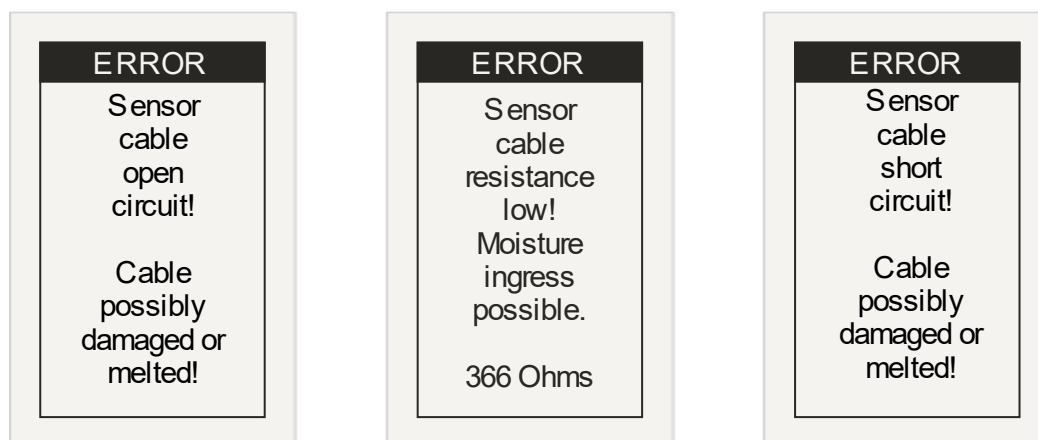 ERROR
Sensor
cable
open
circuit!
Cable
possibly
damaged or
melted!
ERROR
Sensor
cable
resistance
low!
Moisture
ingress
possible.
366 Ohms
ERROR
Sensor
cable
short
circuit!
Cable
possibly
damaged or
melted!